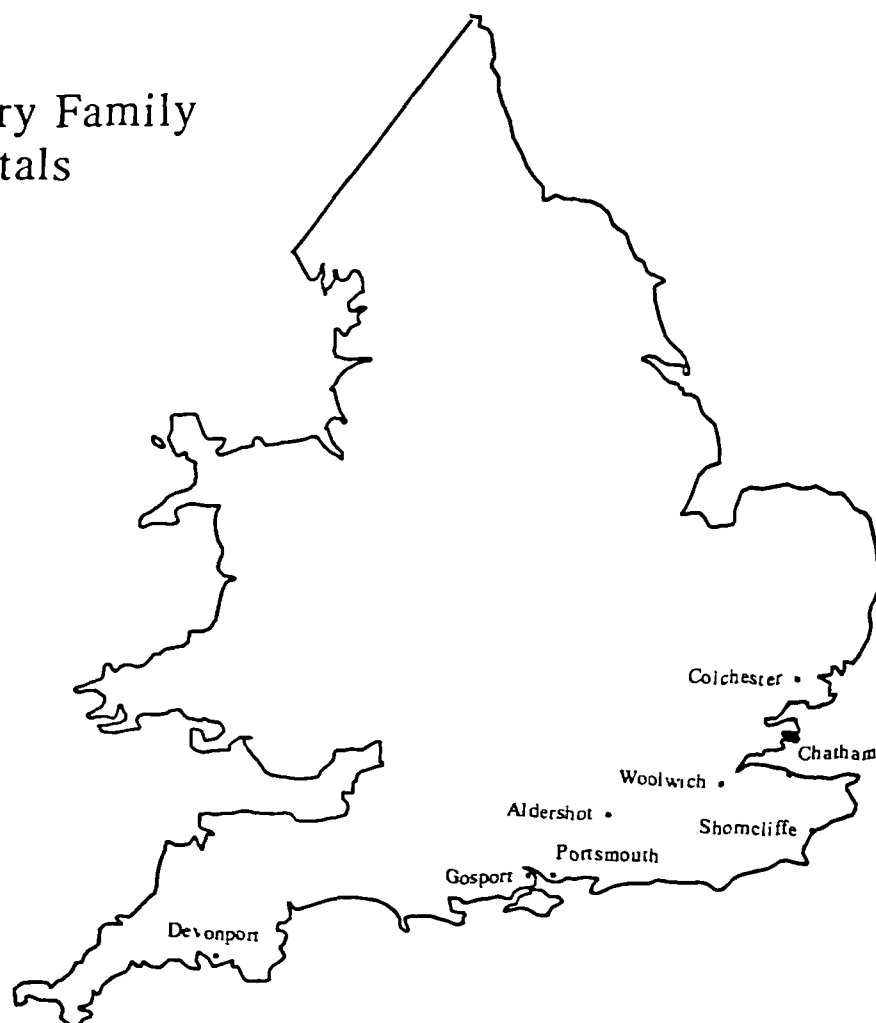 ry Family
tals
Colchester
Chatham
Woolwich
Aldershot
Shorncliffe
Portsmouth
Gosport
Devonport